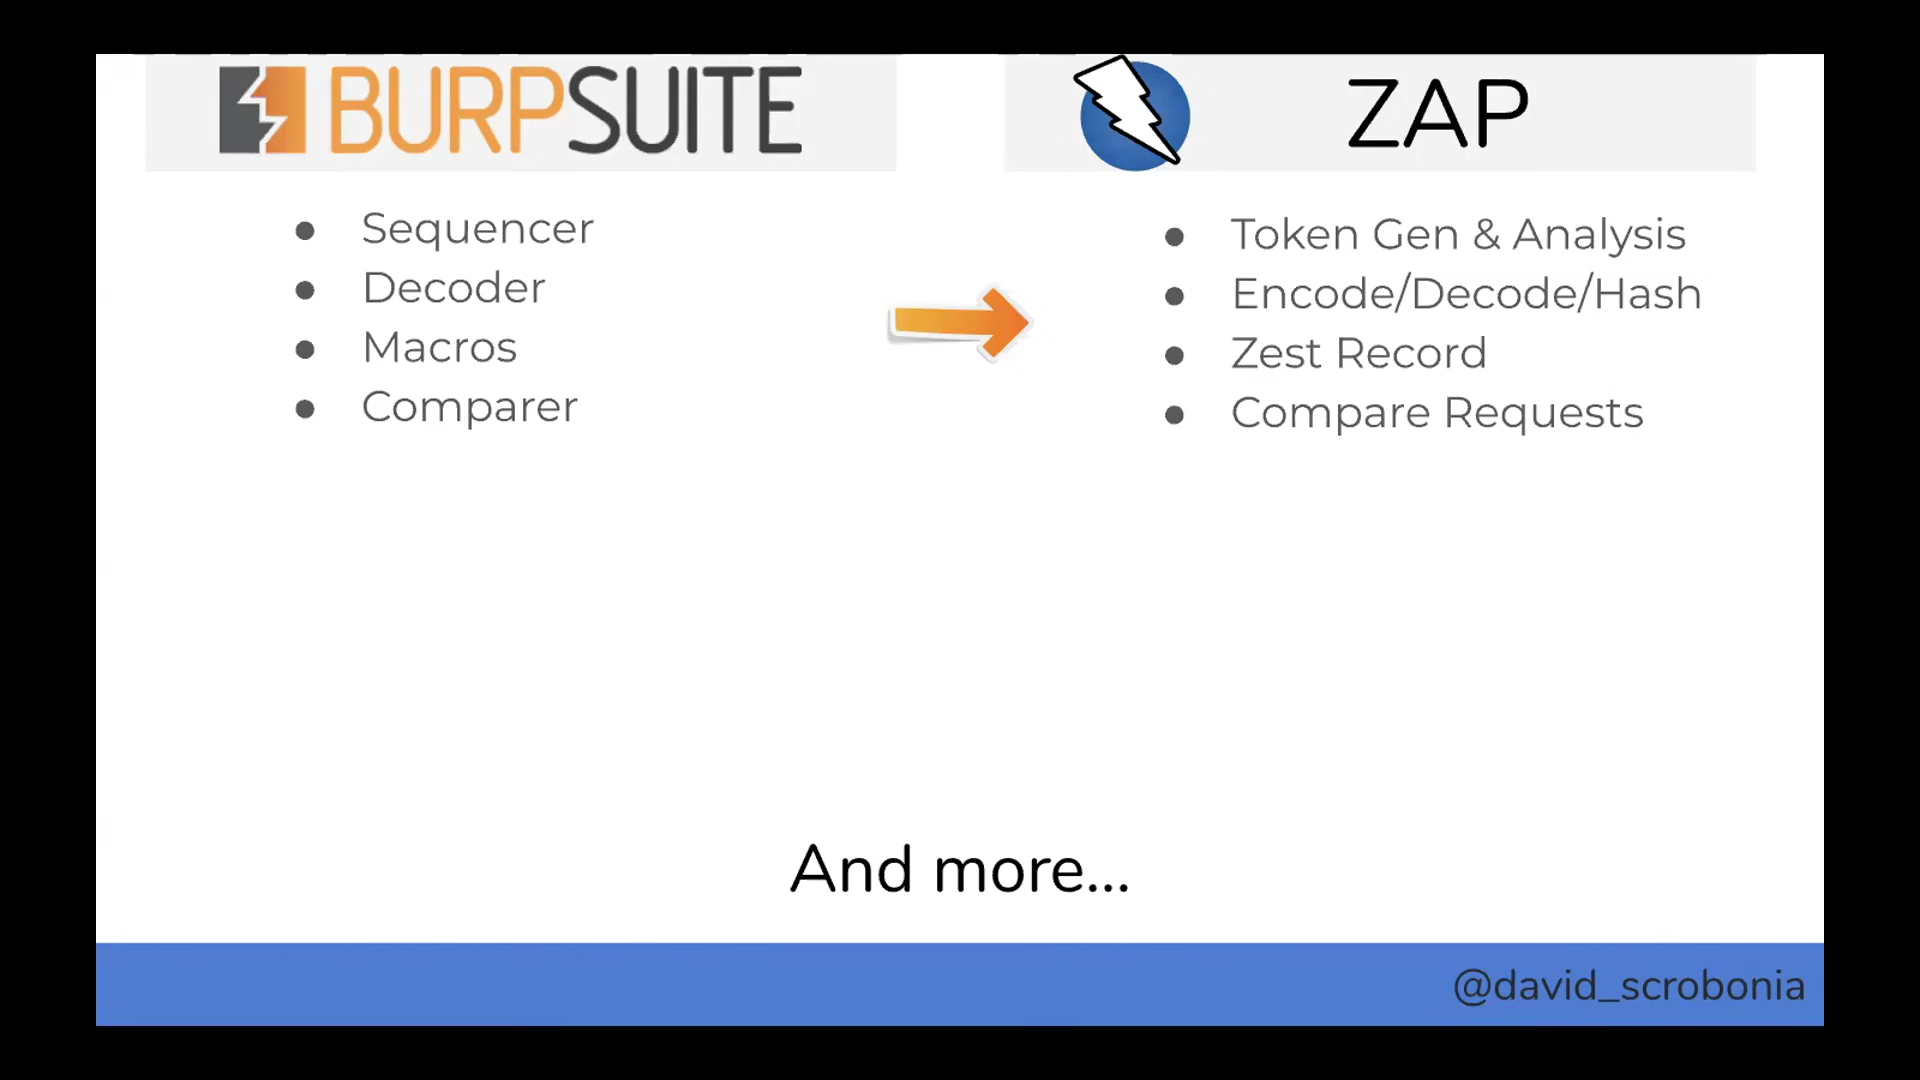 BURPSUITE
Sequencer
Decoder
Macros
Comparer
ZAP
Token Gen & Analysis
Encode/Decode/Hash
Zest Record
Compare Requests
And more...
@david_scrobonia